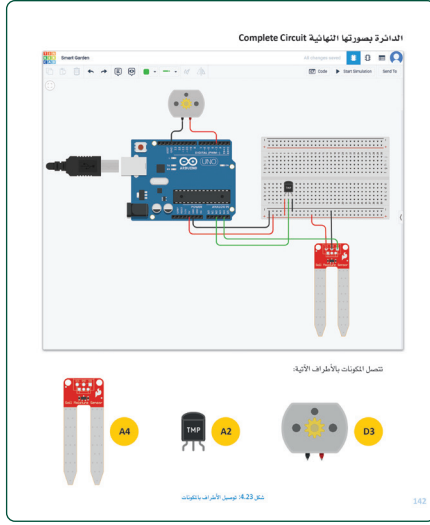 الدائرة بصورتها النهائية Complete Circuit
Smart Garden
All changes saved
Code
Start Simulation
Send To
ARDUINO
UNO
TMP
تتصل المكونات بالأطراف الآتية:
A4
TMP
A2
D3
شكل 4.23: توصيل الأطراف بالمكونات
142